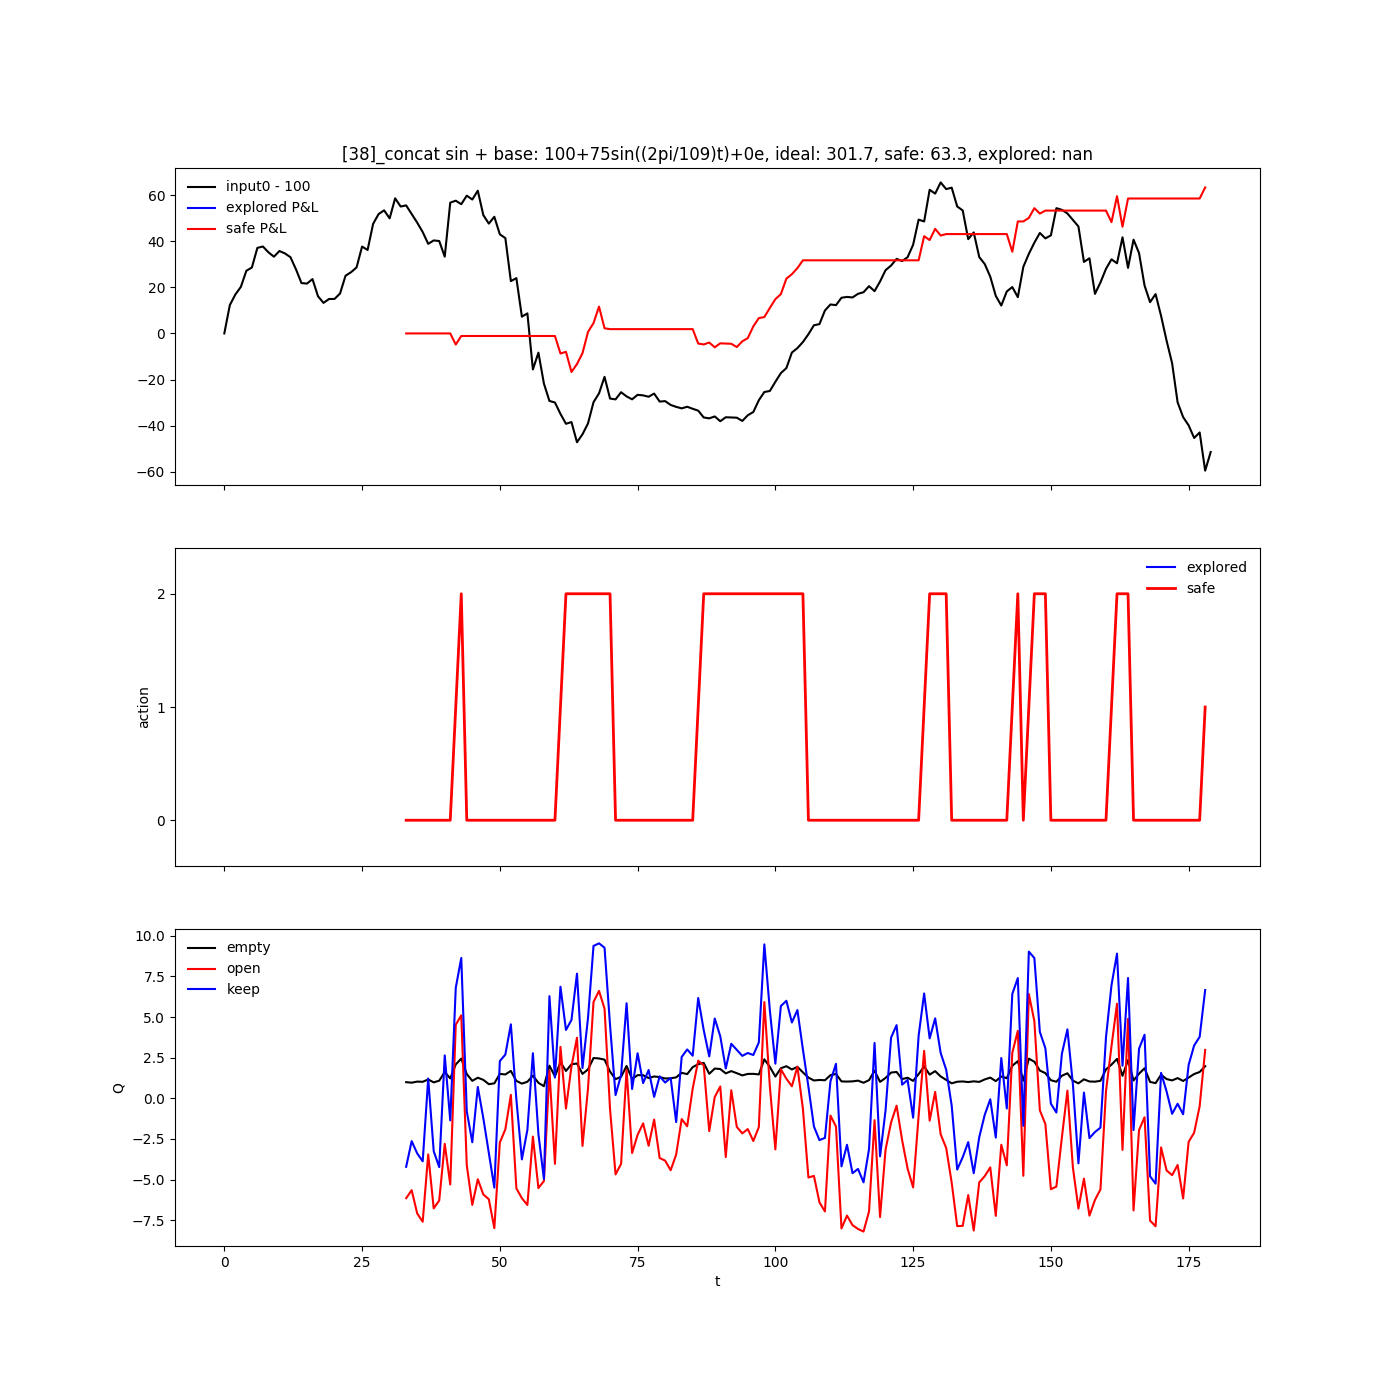 [38]_concat sin + base: 100+75sin((2pi/109)t)+0e, ideal: 301.7, safe: 63.3, explored: nan
input0 - 100
explored P&L
safe P&L
60
40
20
0
−20
−40
−60
explored
safe
2
1
0
action
empty
open
keep
10.0
7.5
5.0
2.5
0.0
−2.5
−5.0
−7.5
Q
0 25 50 75 100 125 150 175
t